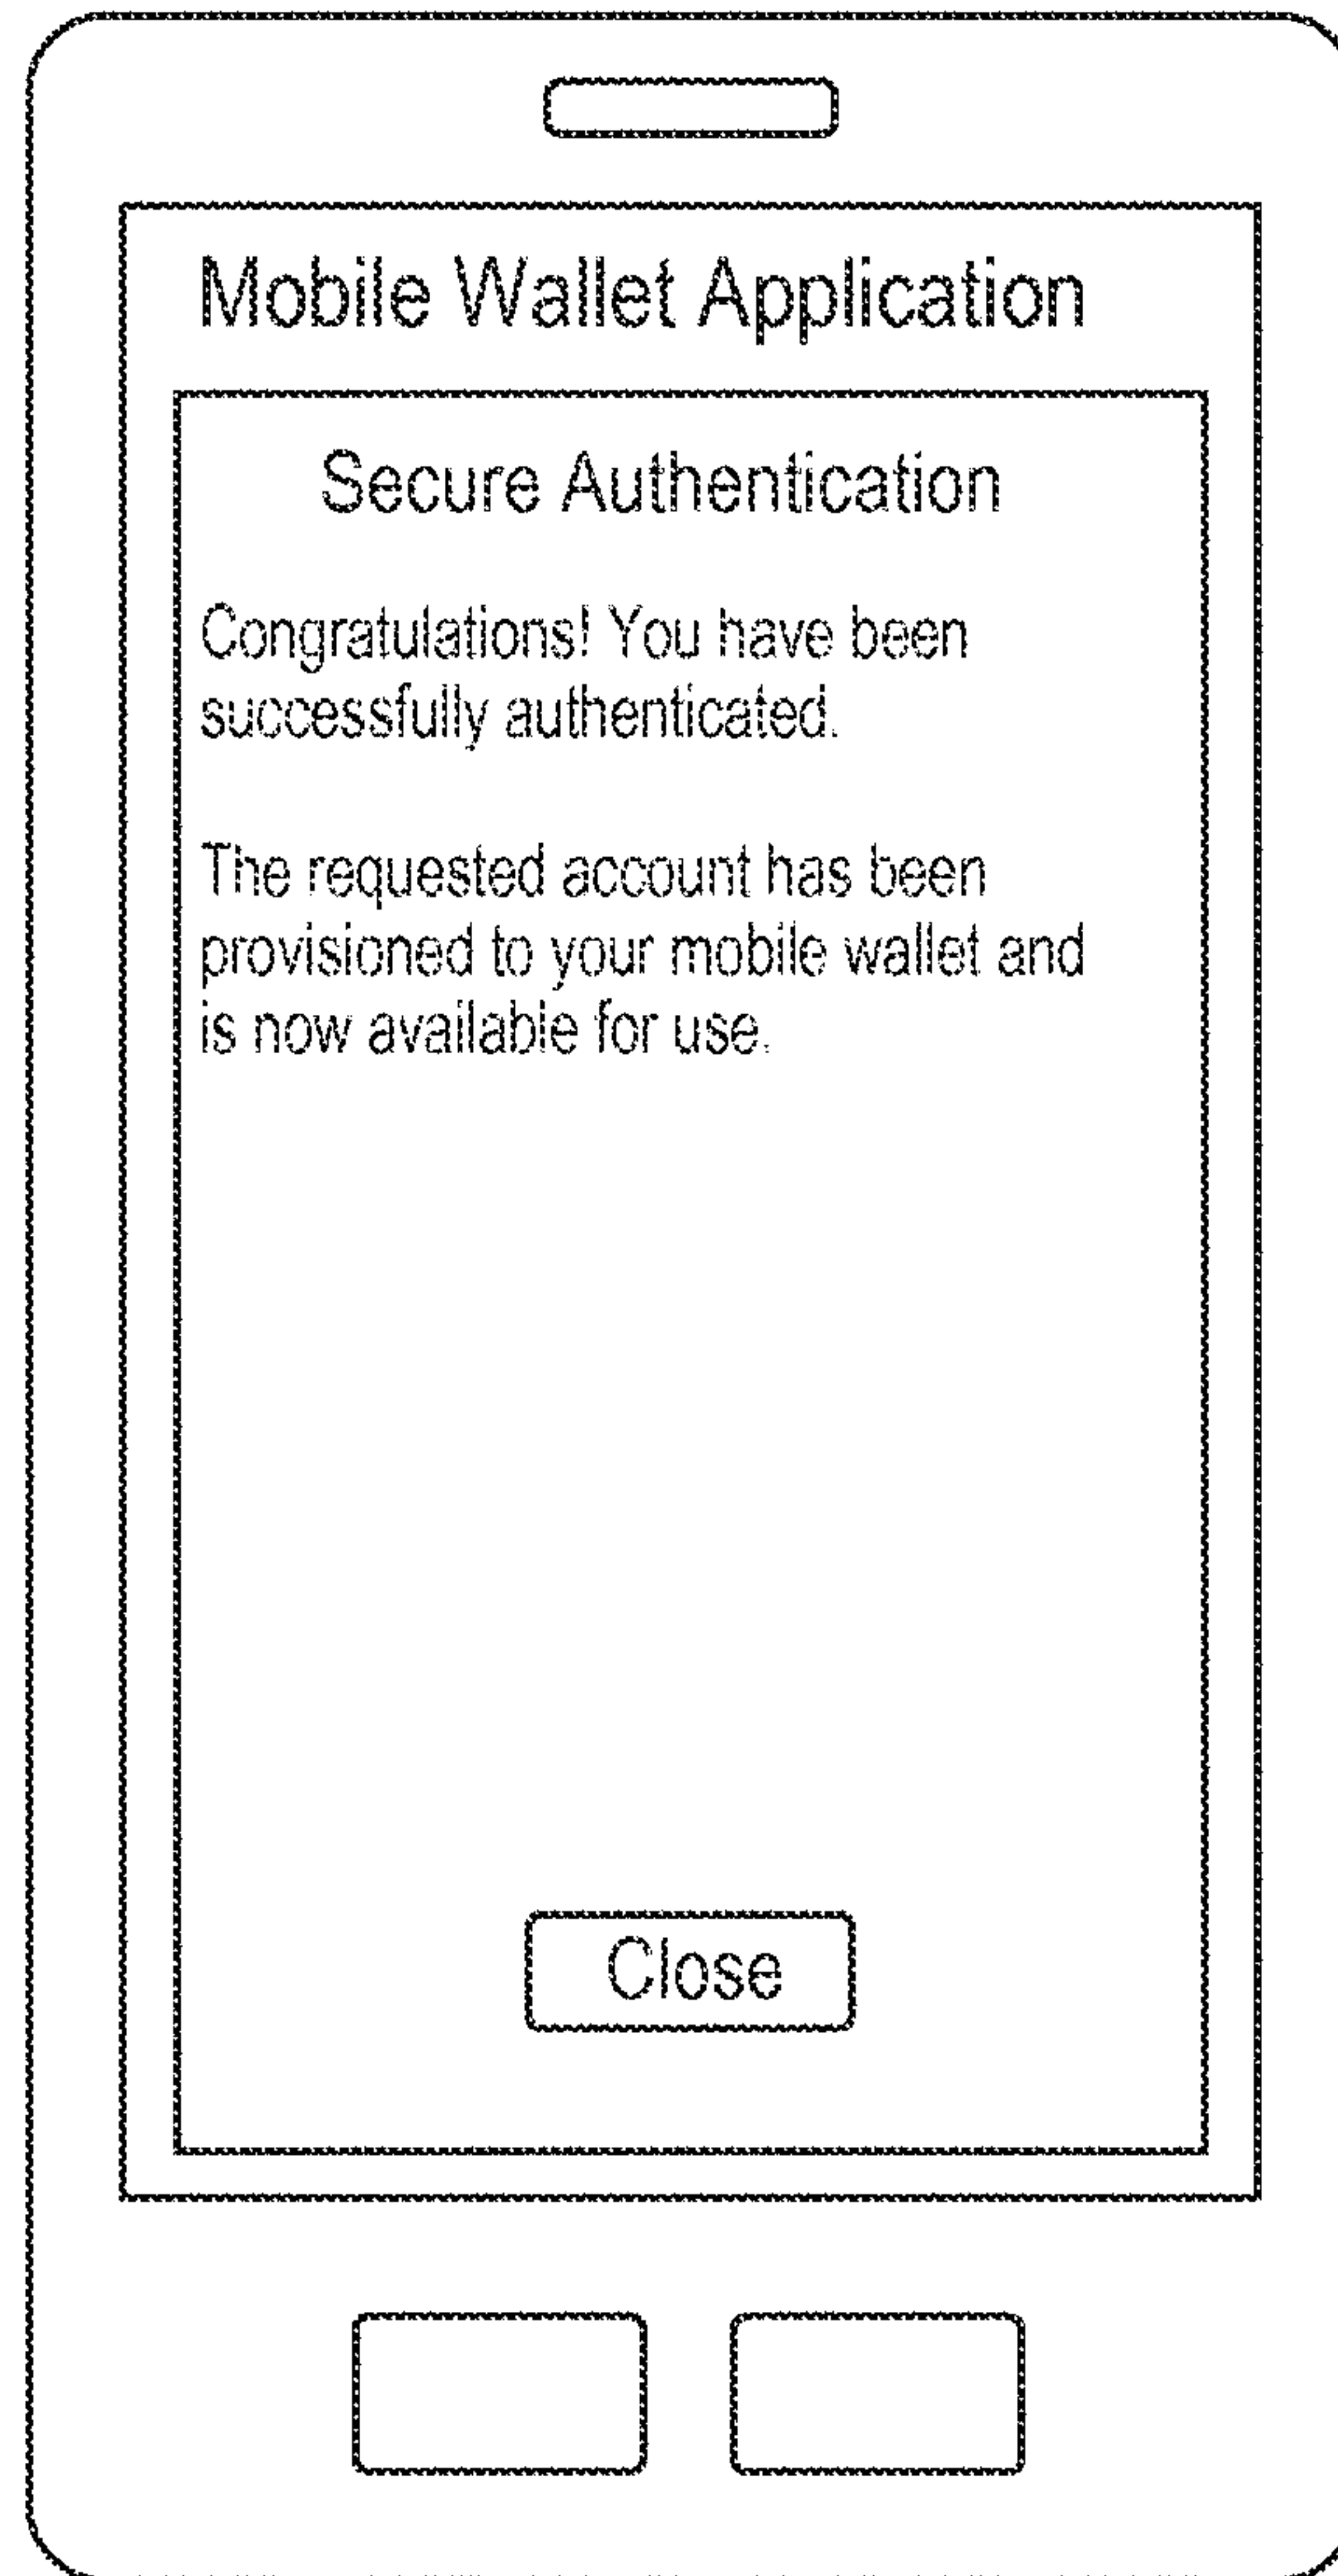 Mobile Wallet Application
Secure Authentication
Congratulations! You have been
successfully authenticated.
The requested account has been
provisioned to your mobile wallet and
is now available for use.
Close